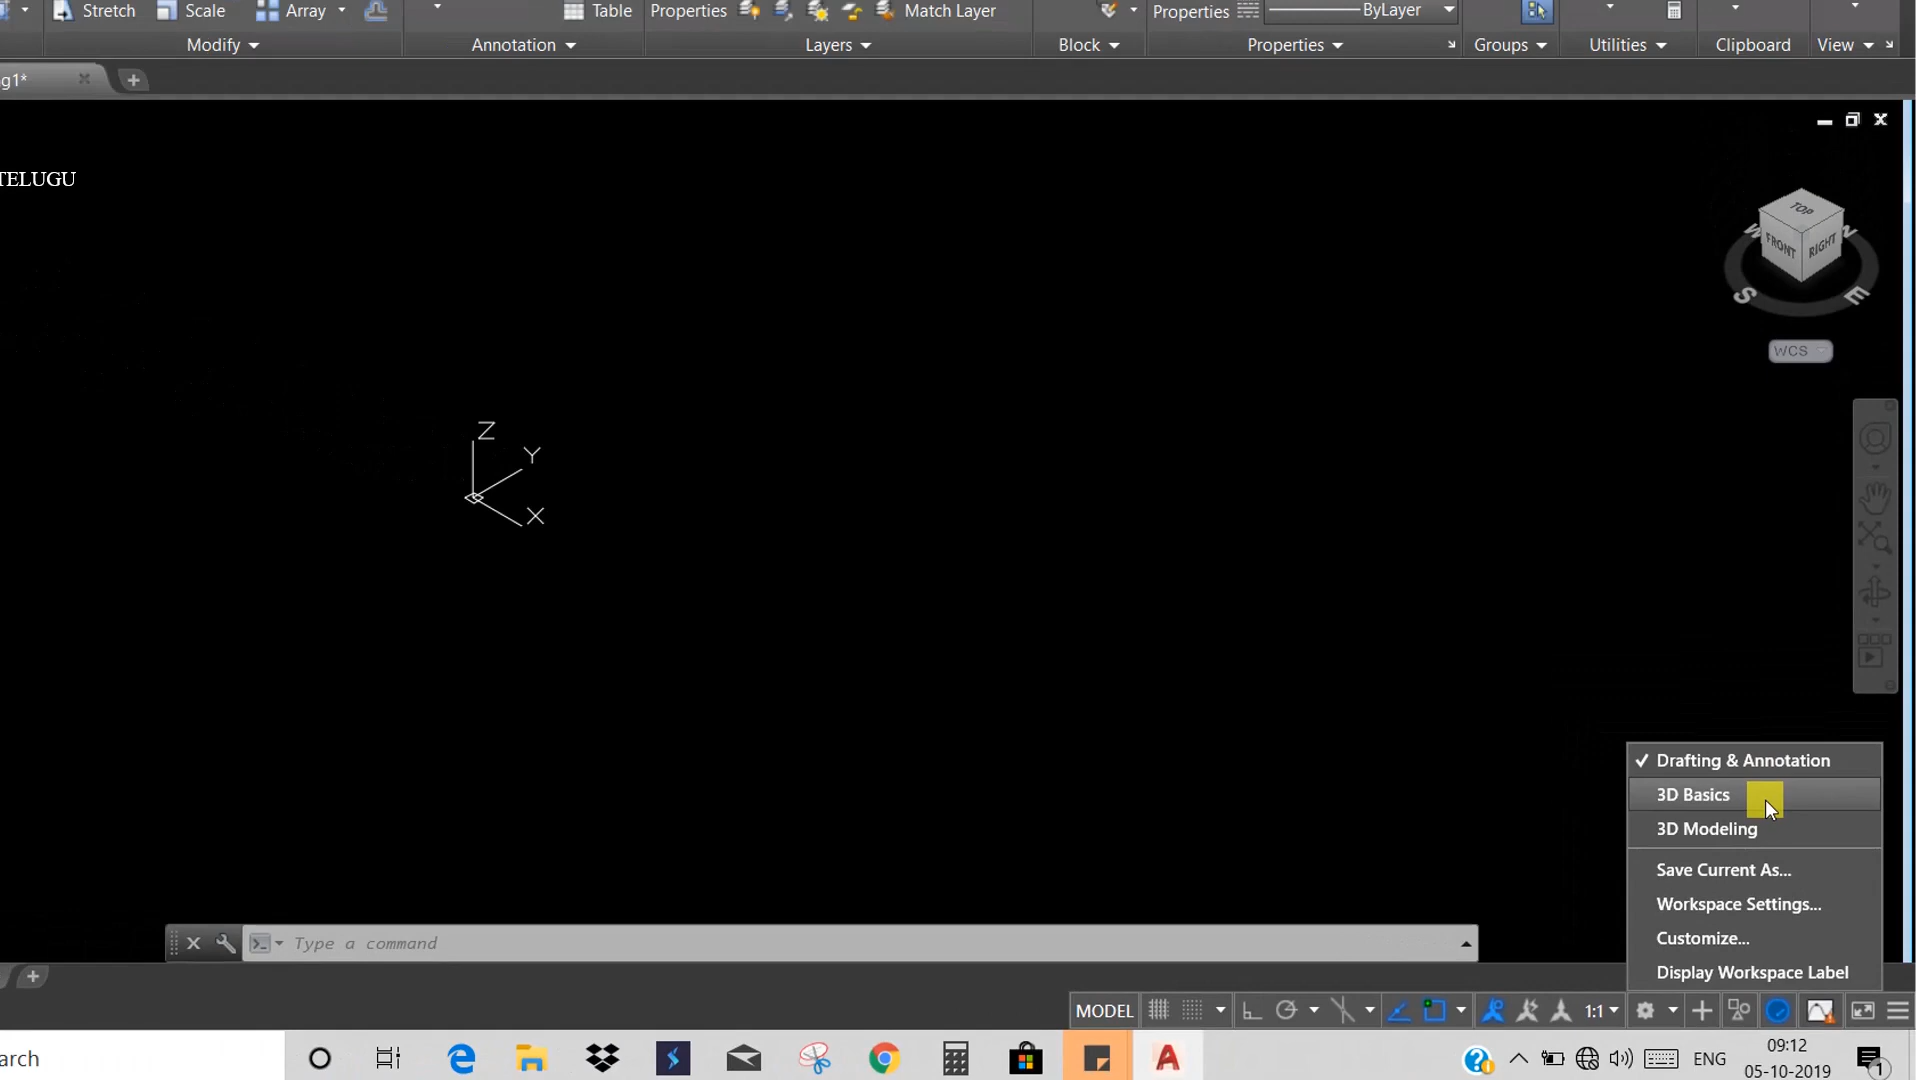 Stretch Scale Array Table Properties Match Layer Properties ByLayer
Modify Annotation Layers Block Properties Groups Utilities Clipboard View
g1*
TELUGU
TOP
W N
FRONT RIGHT
S E
WCS
Z
Y
X
Drafting & Annotation
3D Basics
3D Modeling
Save Current As...
Workspace Settings...
Customize...
Display Workspace Label
Type a command
MODEL 1:1
arch
ENG 09:12
05-10-2019
1